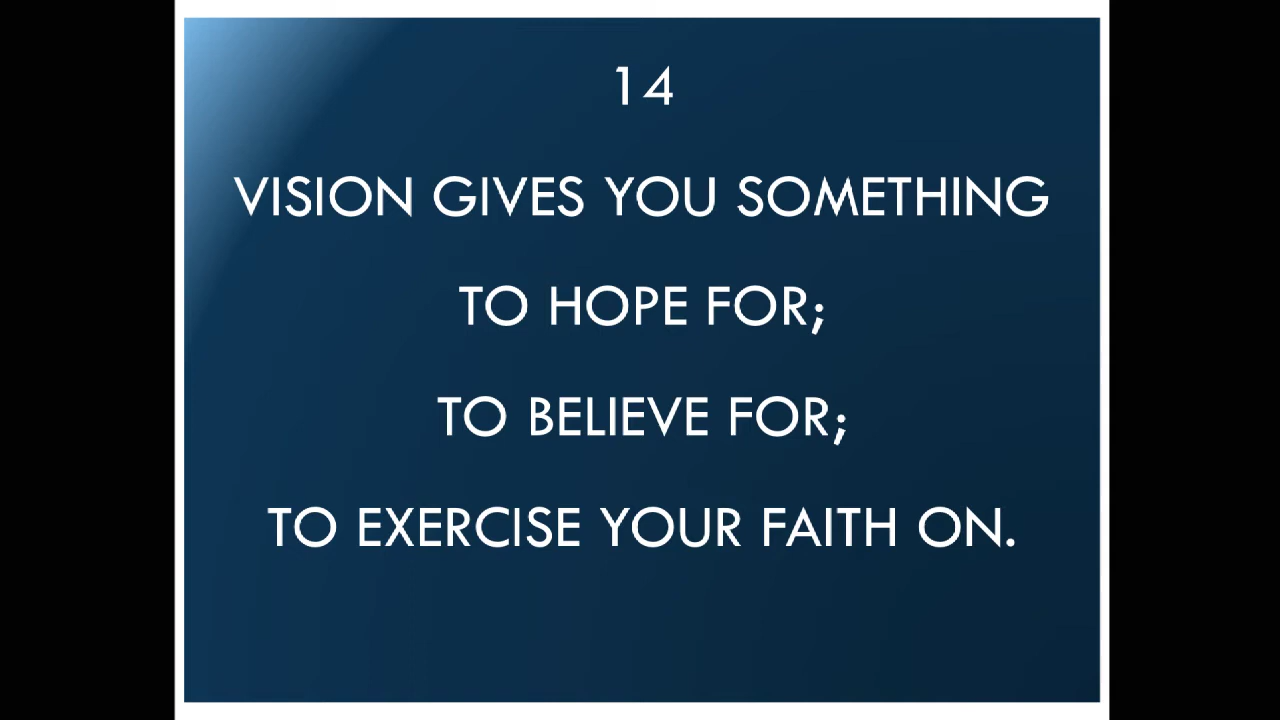 14
VISION GIVES YOU SOMETHING
TO HOPE FOR;
TO BELIEVE FOR;
TO EXERCISE YOUR FAITH ON.